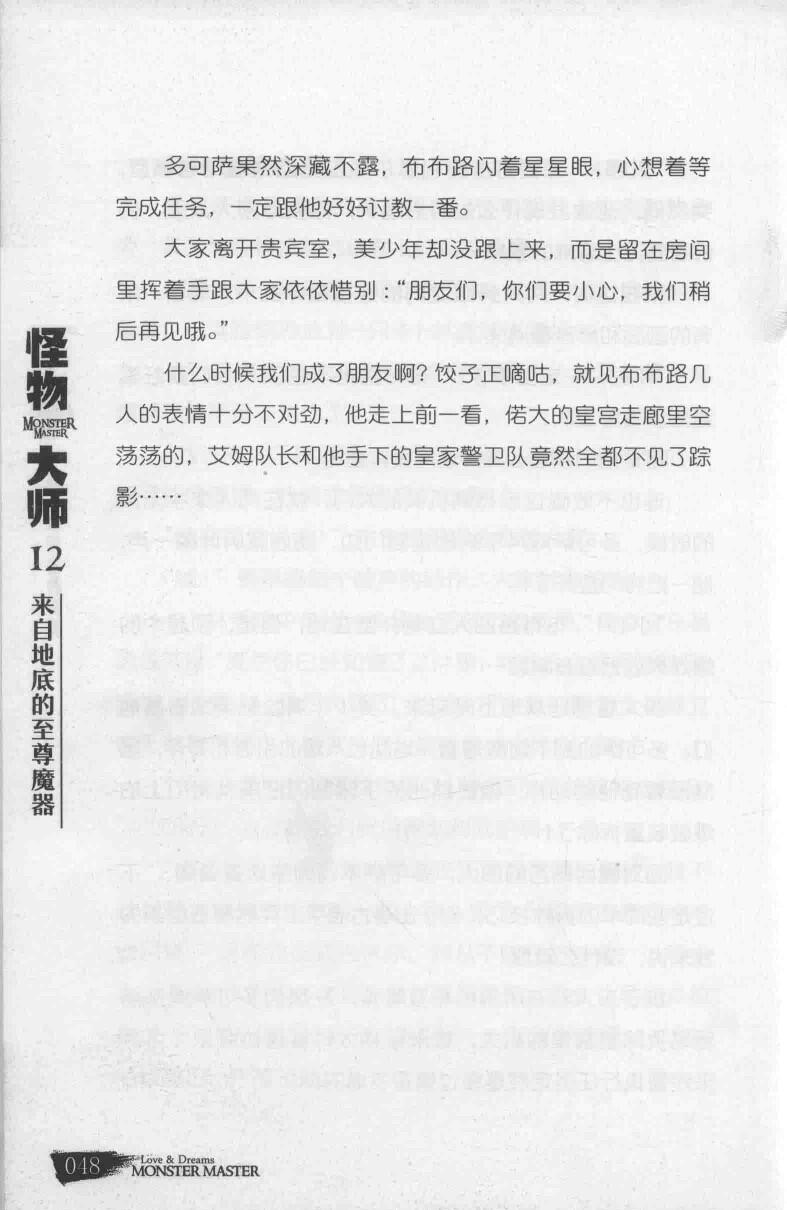 多可萨果然深藏不露，布布路闪着星星眼，心想着等
完成任务，一定跟他好好讨教一番。
大家离开贵宾室，美少年却没跟上来，而是留在房间
里挥着手跟大家依依惜别：“朋友们，你们要小心，我们稍
后再见哦。”
什么时候我们成了朋友啊？饺子正嘀咕，就见布布路几
人的表情十分不对劲，他走上前一看，偌大的皇宫走廊里空
荡荡的，艾姆队长和他手下的皇家警卫队竟然全都不见了踪
影……
怪物
MONSTER
MASTER
大师
12
来自地底的至尊魔器
048
Love & Dreams
MONSTER MASTER